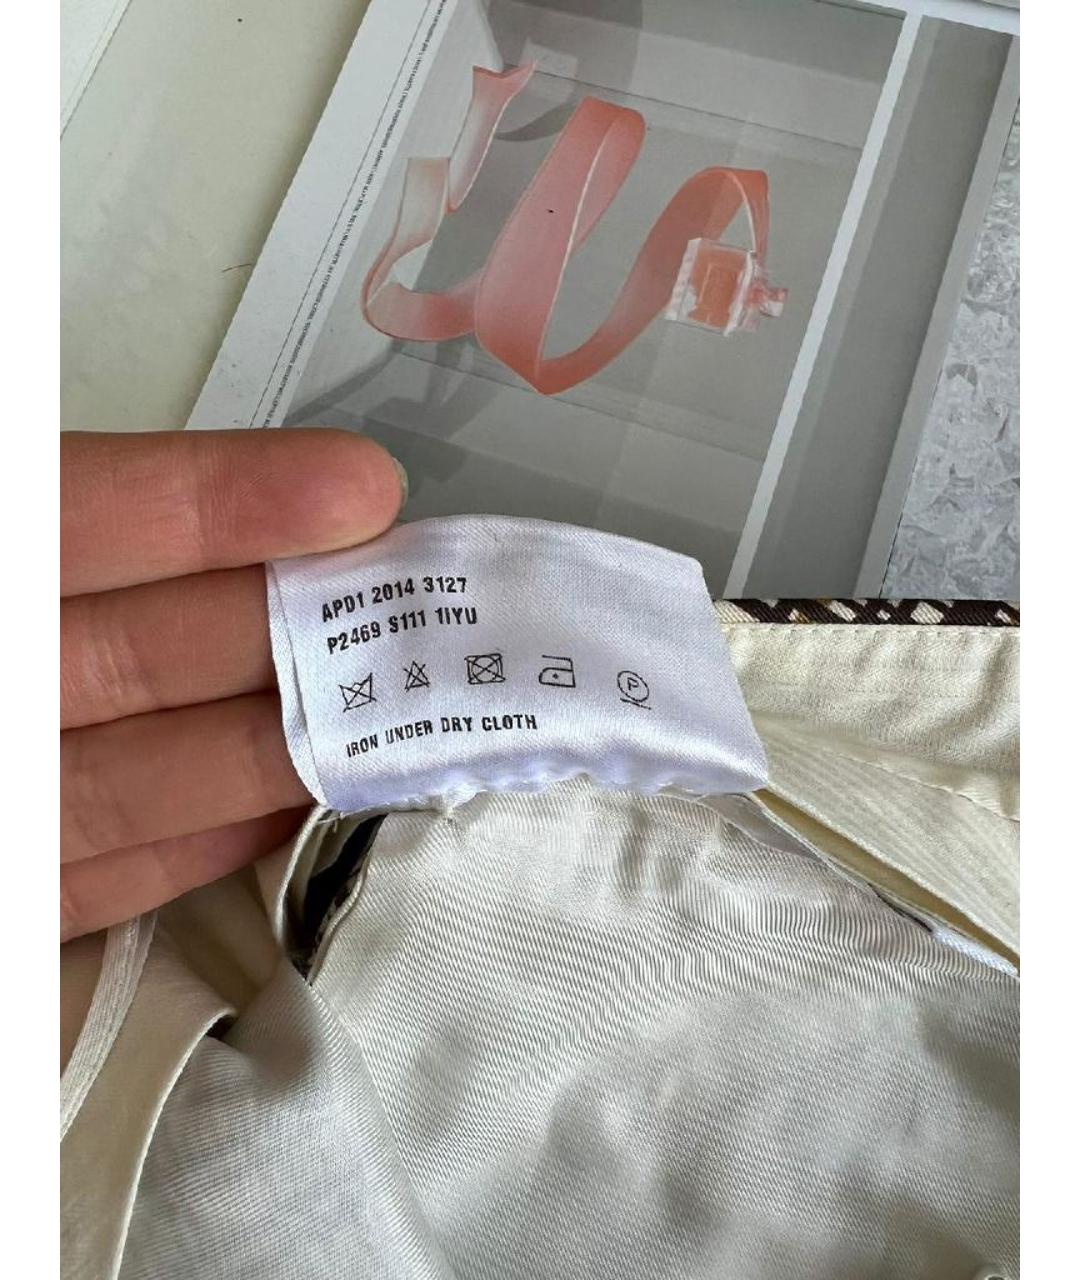 APD1 2014 3127
P2469 S111 1IYU
P
IRON UNDER DRY CLOTH